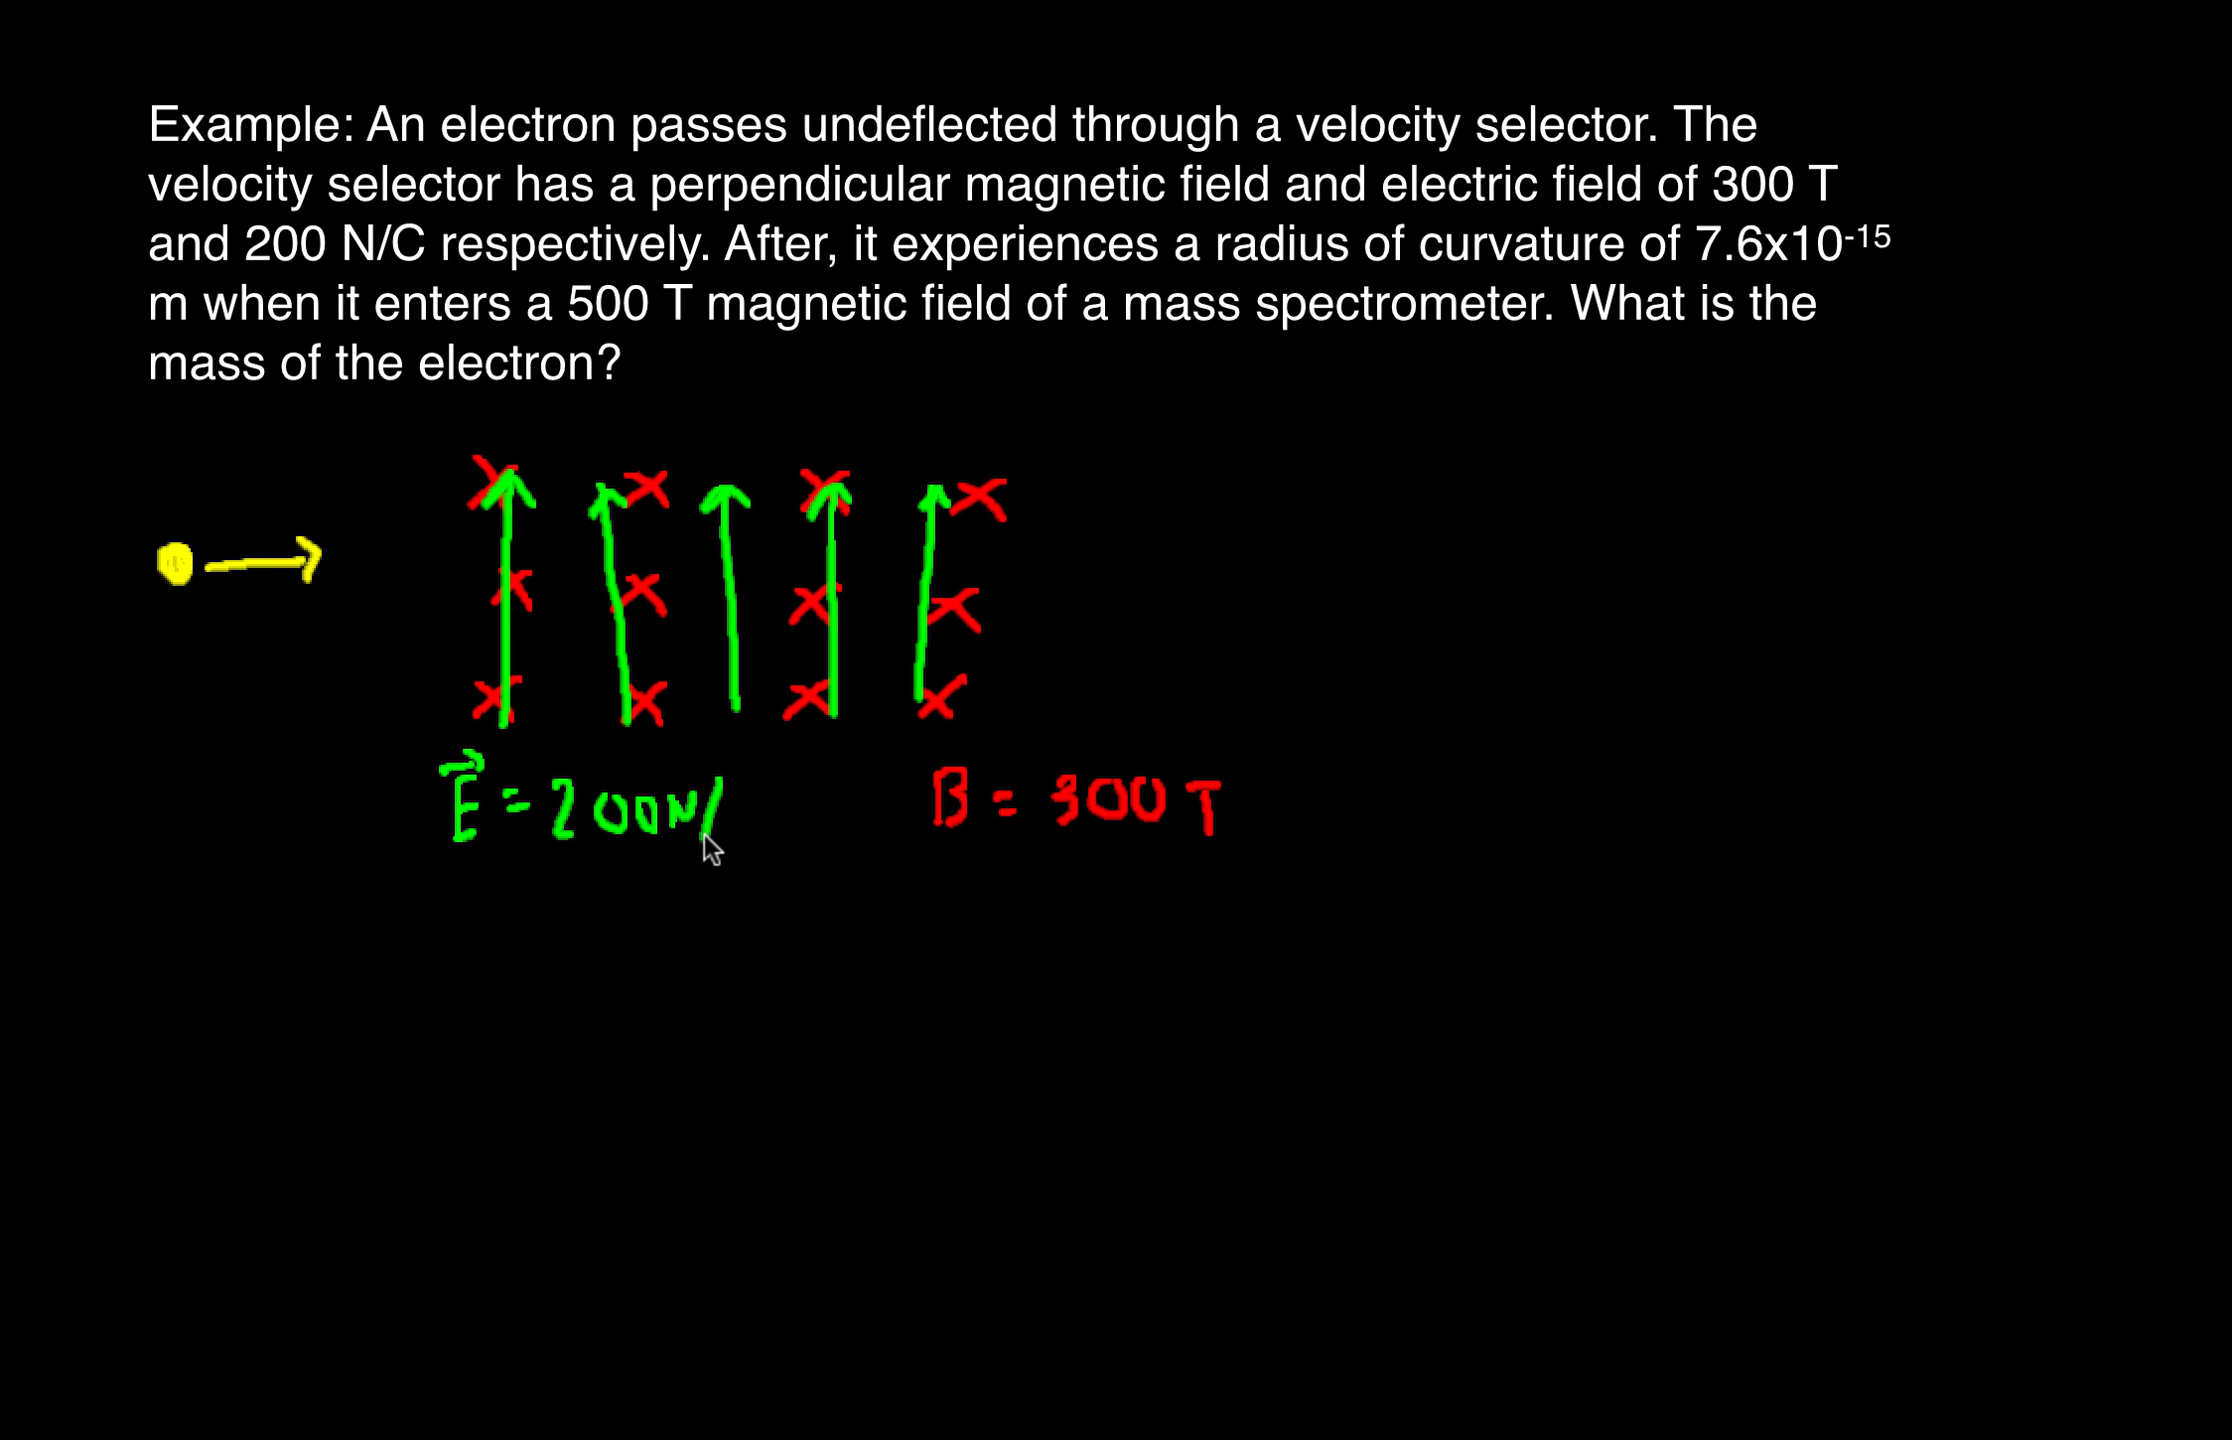 Example: An electron passes undeflected through a velocity selector. The
velocity selector has a perpendicular magnetic field and electric field of 300 T
and 200 N/C respectively. After, it experiences a radius of curvature of 7.6x10⁻¹⁵
m when it enters a 500 T magnetic field of a mass spectrometer. What is the
mass of the electron?
E⃗ = 200N/ B = 300 T